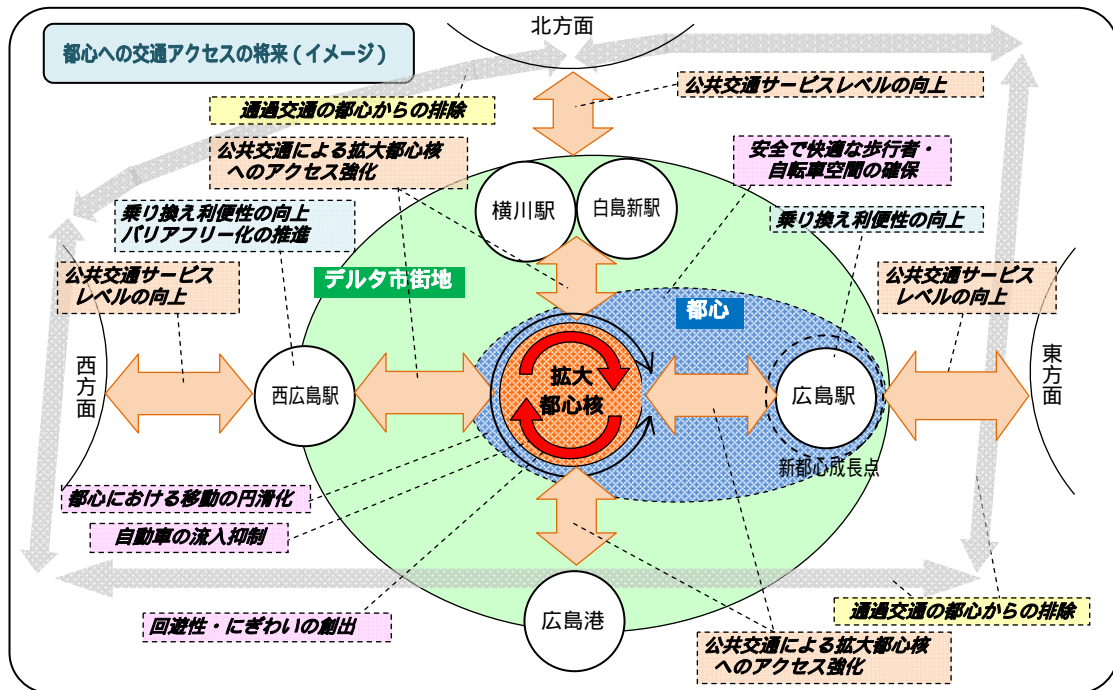 北方面
都心への交通アクセスの将来（イメージ）
公共交通サービスレベルの向上
通過交通の都心からの排除
公共交通による拡大都心核
へのアクセス強化
安全で快適な歩行者・
自転車空間の確保
横川駅
白島新駅
乗り換え利便性の向上
バリアフリー化の推進
乗り換え利便性の向上
公共交通サービス
レベルの向上
デルタ市街地
公共交通サービス
レベルの向上
都心
西方面
西広島駅
拡大
都心核
広島駅
東方面
新都心成長点
都心における移動の円滑化
自動車の流入抑制
回遊性・にぎわいの創出
広島港
通過交通の都心からの排除
公共交通による拡大都心核
へのアクセス強化